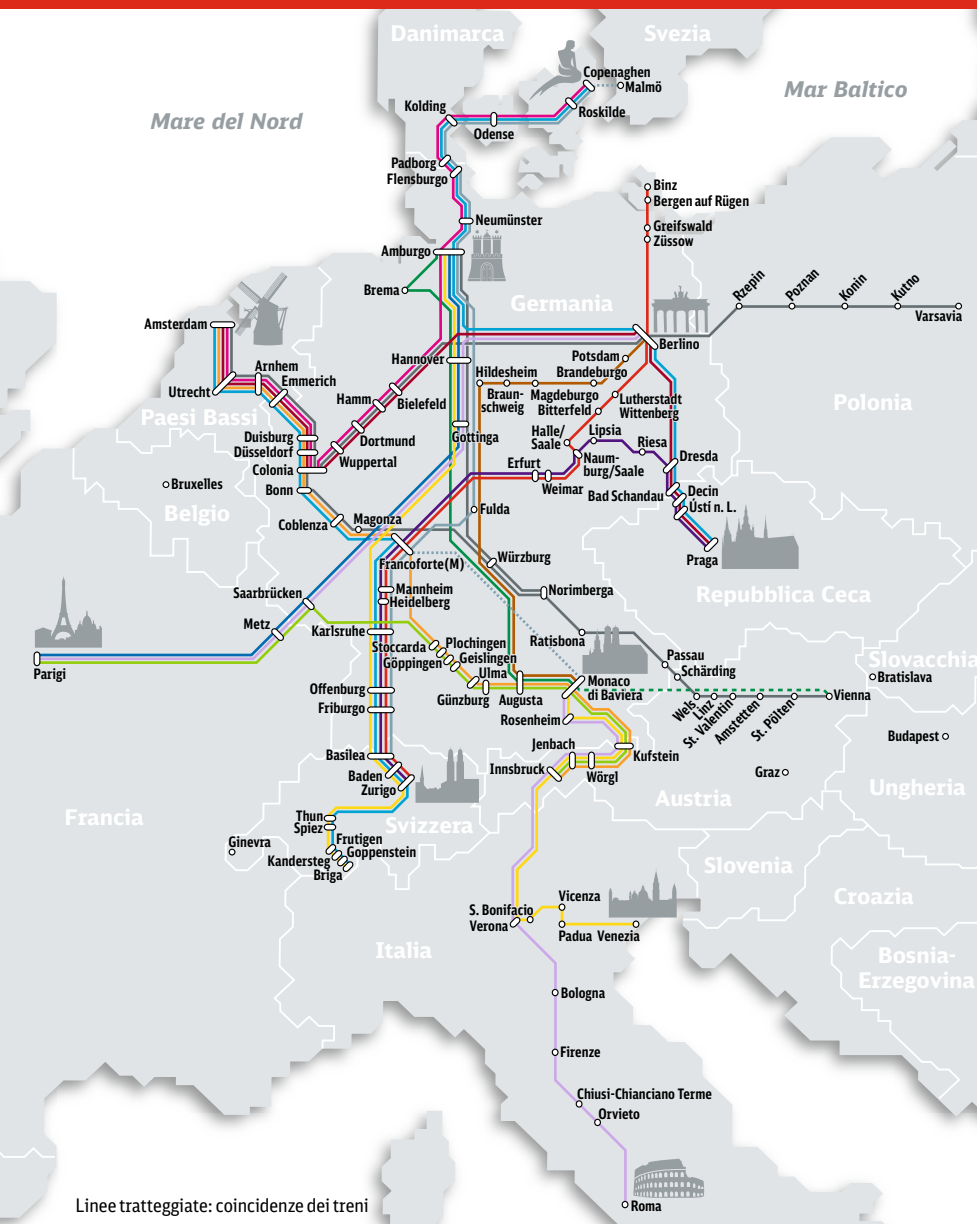 Danimarca
Svezia
Copenaghen
Malmö
Mar Baltico
Kolding
Roskilde
Mare del Nord
Odense
Padborg
Flensburgo
Binz
Bergen auf Rügen
Neumünster
Greifswald
Züssow
Amburgo
Brema
Germania
Rzepin
Poznan
Konin
Kutno
Varsavia
Amsterdam
Berlino
Hannover
Potsdam
Arnhem
Emmerich
Hildesheim
Brandeburgo
Utrecht
Hamm
Bielefeld
Braun-
schweig
Magdeburgo
Bitterfeld
Lutherstadt
Wittenberg
Paesi Bassi
Polonia
Duisburg
Düsseldorf
Dortmund
Gottinga
Halle/
Saale
Lipsia
Riesa
Wuppertal
Colonia
Erfurt
Naum-
burg/Saale
Dresda
Bruxelles
Bonn
Weimar
Bad Schandau
Decin
Ústí n. L.
Belgio
Coblenza
Magonza
Fulda
Francoforte(M)
Würzburg
Praga
Saarbrücken
Mannheim
Heidelberg
Norimberga
Repubblica Ceca
Metz
Karlsruhe
Stoccarda
Göppingen
Plochingen
Geislingen
Ulma
Ratisbona
Passau
Schärding
Slovacchia
Bratislava
Parigi
Offenburg
Friburgo
Günzburg
Augusta
Monaco
di Baviera
Rosenheim
Wels
Linz
St. Valentin
Amstetten
St. Pölten
Vienna
Budapest
Basilea
Baden
Zurigo
Jenbach
Innsbruck
Wörgl
Kufstein
Graz
Ungheria
Austria
Francia
Thun
Spiez
Svizzera
Ginevra
Frutigen
Goppenstein
Kandersteg
Briga
Slovenia
Croazia
Vicenza
S. Bonifacio
Verona
Padua
Venezia
Italia
Bosnia-
Erzegovina
Bologna
Firenze
Chiusi-Chianciano Terme
Orvieto
Roma
Linee tratteggiate: coincidenze dei treni